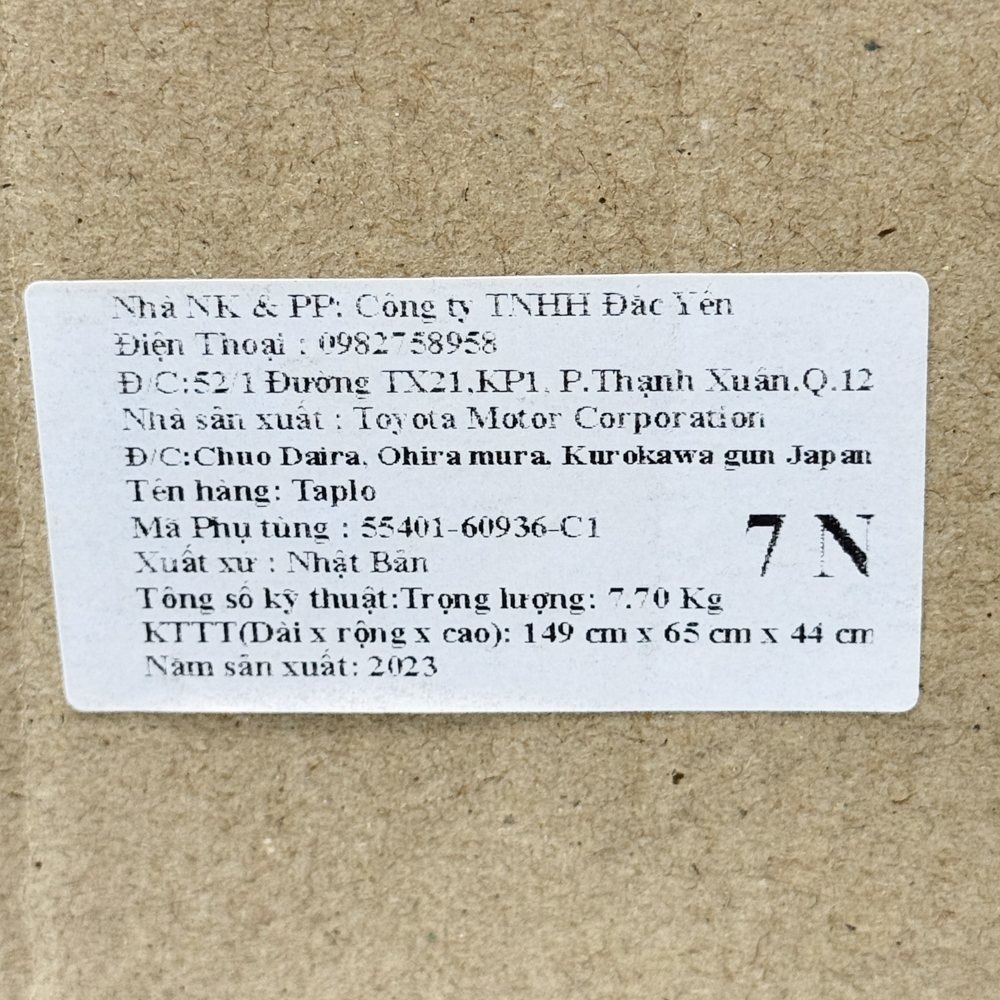 Nhà NK & PP: Công ty TNHH Đắc Yến
Điện Thoại : 0982758958
Đ/C:52/1 Đường TX21,KP1, P.Thạnh Xuân,Q.12
Nhà sản xuất : Toyota Motor Corporation
Đ/C:Chuo Daira, Ohira mura, Kurokawa gun Japan
Tên hàng: Taplo
Mã Phụ tùng : 55401-60936-C1
7 N
Xuất xứ : Nhật Bản
Tông số kỹ thuật:Trọng lượng: 7.70 Kg
KTTT(Dài x rộng x cao): 149 cm x 65 cm x 44 cm
Năm sản xuất: 2023